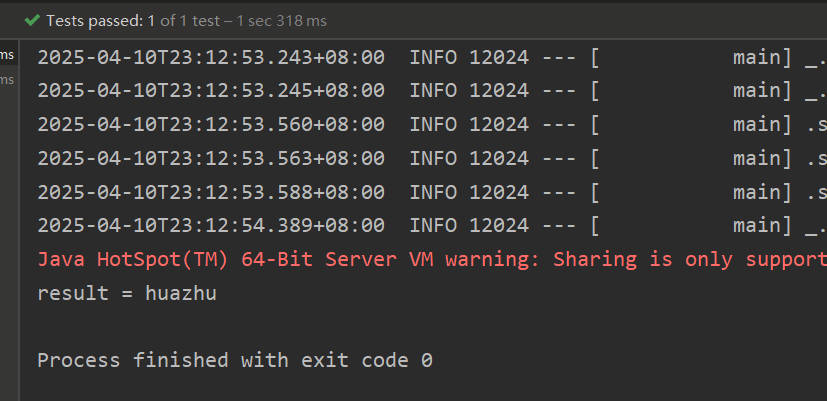 Tests passed: 1 of 1 test – 1 sec 318 ms
ms
2025-04-10T23:12:53.243+08:00  INFO 12024 --- [           main] _.
2025-04-10T23:12:53.245+08:00  INFO 12024 --- [           main] _.
ms
2025-04-10T23:12:53.560+08:00  INFO 12024 --- [           main] .s
2025-04-10T23:12:53.563+08:00  INFO 12024 --- [           main] .s
2025-04-10T23:12:53.588+08:00  INFO 12024 --- [           main] .s
2025-04-10T23:12:54.389+08:00  INFO 12024 --- [           main] _.
Java HotSpot(TM) 64-Bit Server VM warning: Sharing is only support
result = huazhu
Process finished with exit code 0